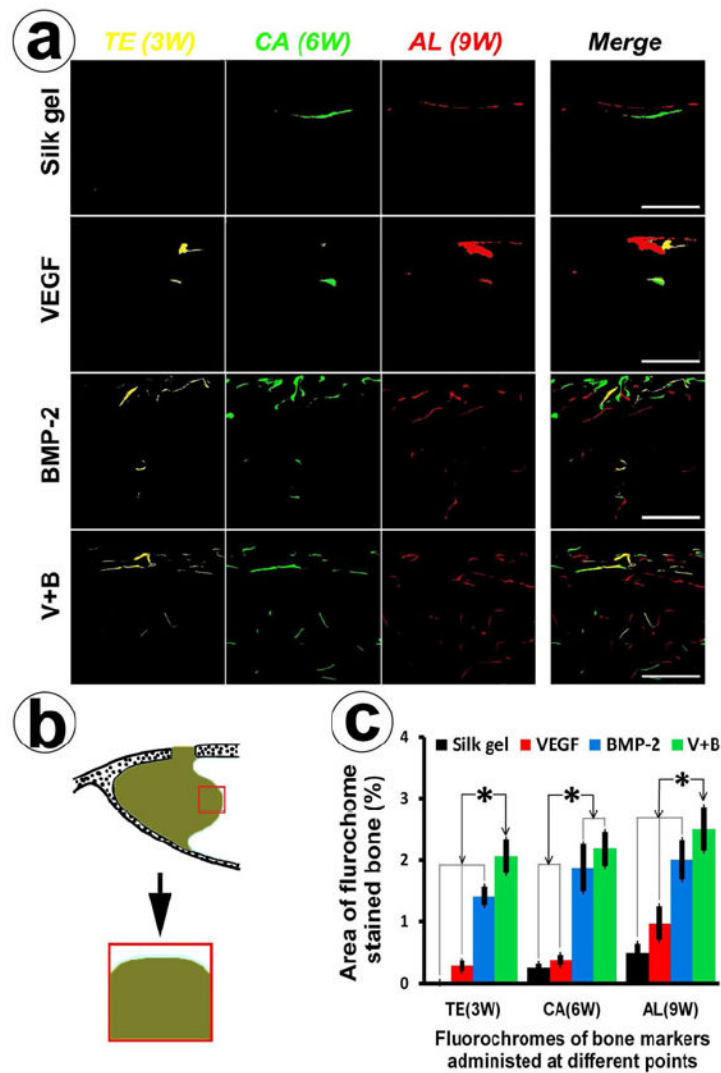 a
TE (3W) CA (6W) AL (9W) Merge
Silk gel
VEGF
BMP-2
V+B
b
c
Silk gel VEGF BMP-2 V+B
Area of flurochome
stained bone (%)
4
3
2
1
0
* * *
TE(3W) CA(6W) AL(9W)
Fluorochromes of bone markers
administed at different points